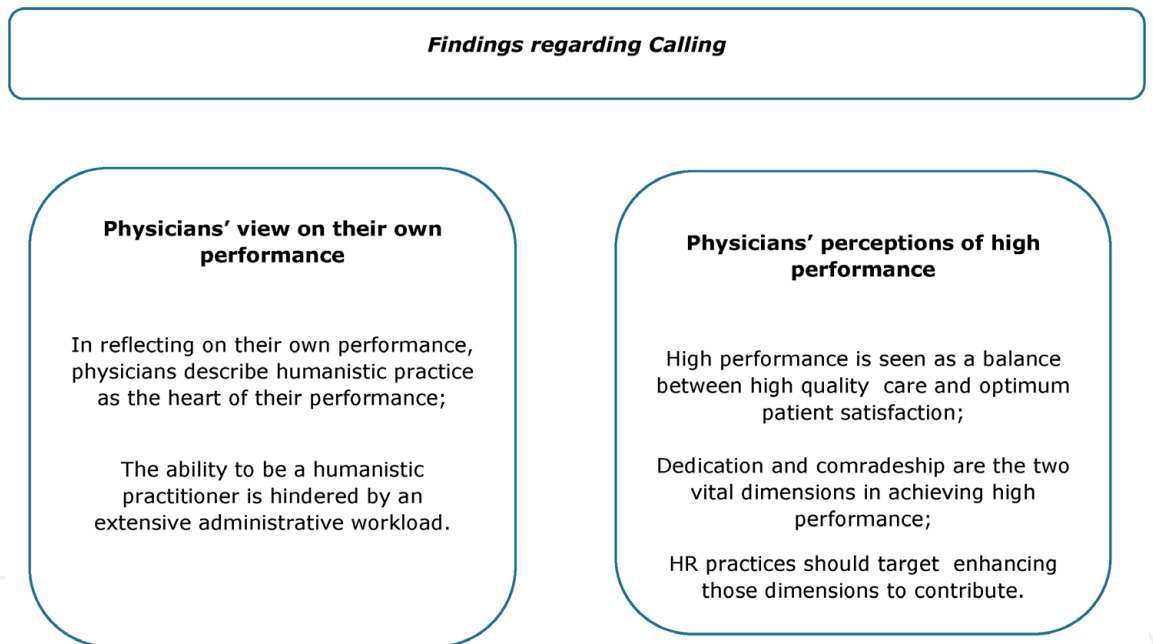 Findings regarding Calling
Physicians’ view on their own
performance
In reflecting on their own performance,
physicians describe humanistic practice
as the heart of their performance;
The ability to be a humanistic
practitioner is hindered by an
extensive administrative workload.
Physicians’ perceptions of high
performance
High performance is seen as a balance
between high quality  care and optimum
patient satisfaction;
Dedication and comradeship are the two
vital dimensions in achieving high
performance;
HR practices should target  enhancing
those dimensions to contribute.